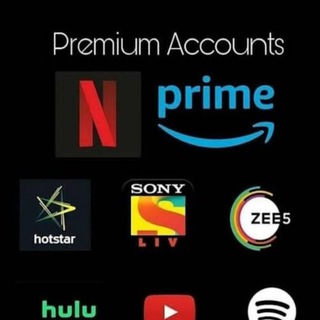 Premium Accounts
N
prime
hotstar
SONY
LIV
ZEE5
hulu